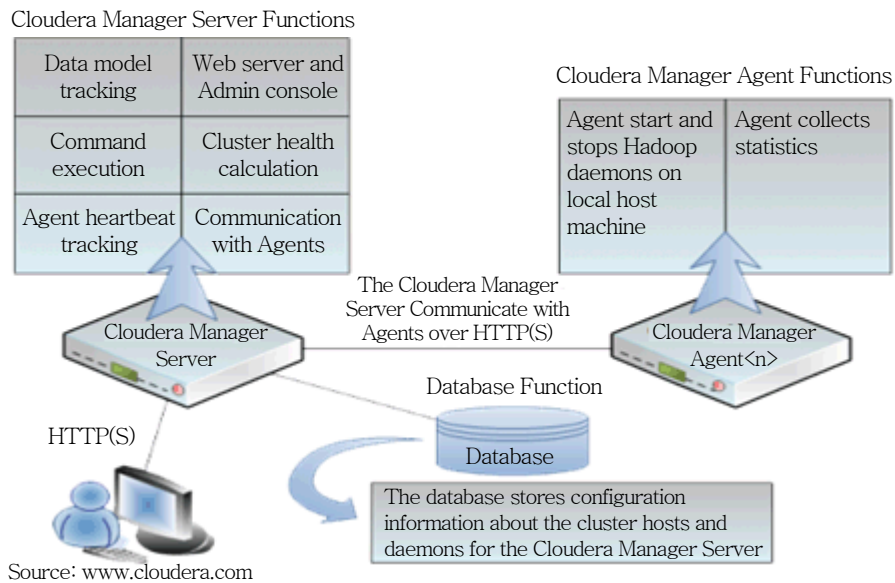 Cloudera Manager Server Functions
Data model
tracking
Web server and
Admin console
Command
execution
Cluster health
calculation
Agent heartbeat
tracking
Communication
with Agents
Cloudera Manager Agent Functions
Agent start and
stops Hadoop
daemons on
local host
machine
Agent collects
statistics
The Cloudera Manager
Server Communicate with
Agents over HTTP(S)
Cloudera Manager
Server
Cloudera Manager
Agent<n>
Database Function
HTTP(S)
Database
The database stores configuration
information about the cluster hosts and
daemons for the Cloudera Manager Server
Source: www.cloudera.com